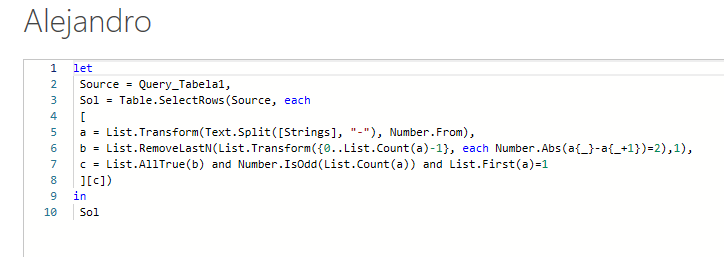 Alejandro
1 let
2 Source = Query_Tabela1,
3 Sol = Table.SelectRows(Source, each
4 [
5 a = List.Transform(Text.Split([Strings], "-"), Number.From),
6 b = List.RemoveLastN(List.Transform({0..List.Count(a)-1}, each Number.Abs(a{_}-a{_+1})=2),1),
7 c = List.AllTrue(b) and Number.IsOdd(List.Count(a)) and List.First(a)=1
8 ][c])
9 in
10 Sol